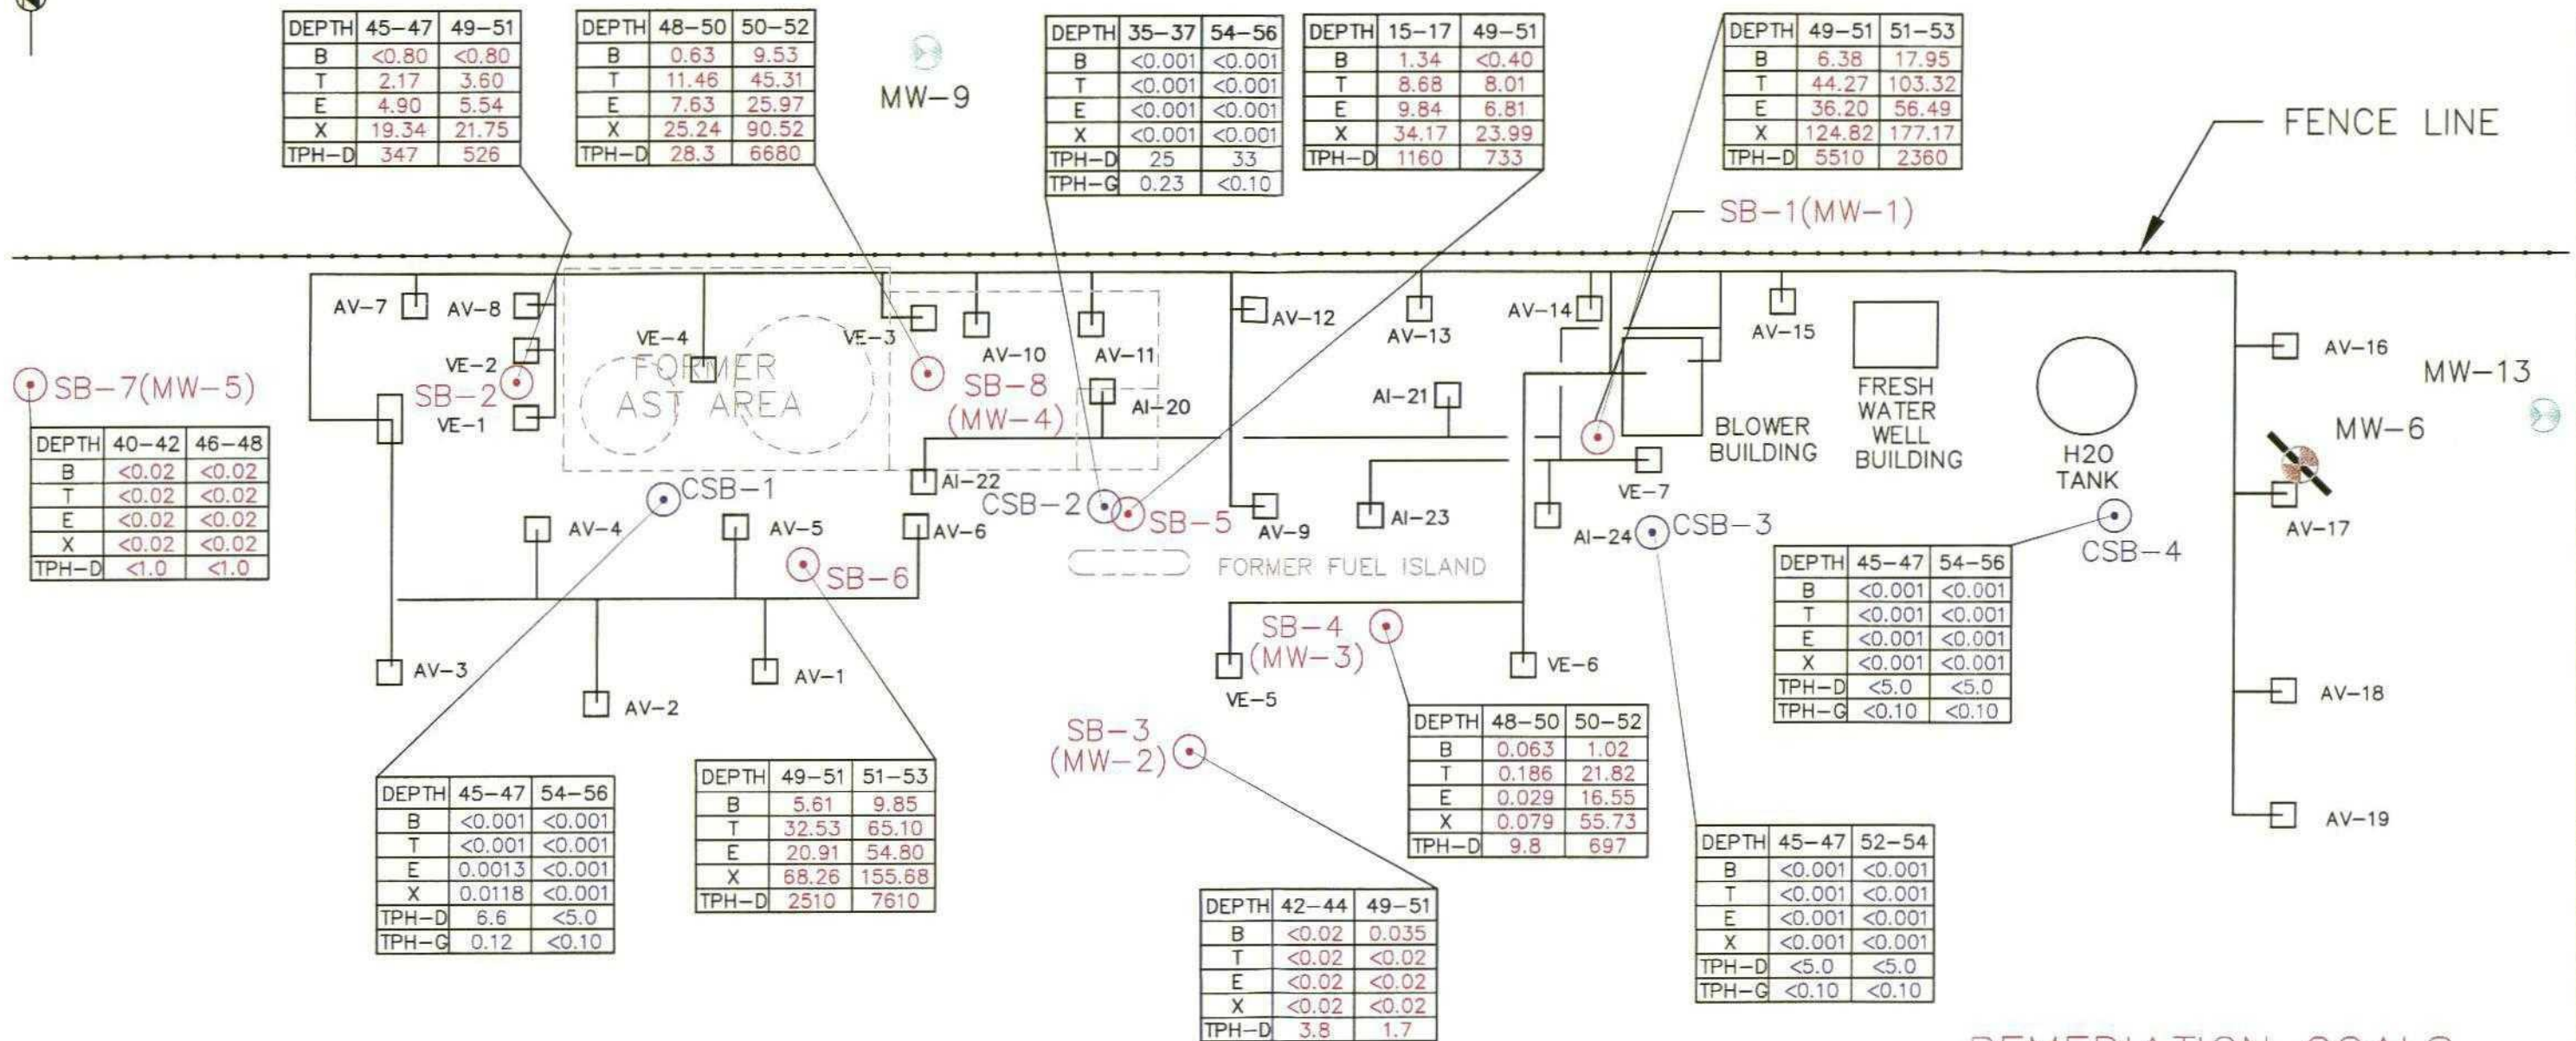 DEPTH 45-47 49-51
B <0.80 <0.80
T 2.17 3.60
E 4.90 5.54
X 19.34 21.75
TPH-D 347 526
DEPTH 48-50 50-52
B 0.63 9.53
T 11.46 45.31
E 7.63 25.97
X 25.24 90.52
TPH-D 28.3 6680
MW-9
DEPTH 35-37 54-56
B <0.001 <0.001
T <0.001 <0.001
E <0.001 <0.001
X <0.001 <0.001
TPH-D 25 33
TPH-G 0.23 <0.10
DEPTH 15-17 49-51
B 1.34 <0.40
T 8.68 8.01
E 9.84 6.81
X 34.17 23.99
TPH-D 1160 733
DEPTH 49-51 51-53
B 6.38 17.95
T 44.27 103.32
E 36.20 56.49
X 124.82 177.17
TPH-D 5510 2360
FENCE LINE
SB-1(MW-1)
AV-7
AV-8
VE-4
VE-3
AV-10
AV-11
AV-12
AV-13
AV-14
AV-15
AV-16
MW-13
MW-6
SB-7(MW-5)
VE-2
SB-2
VE-1
FORMER
AST AREA
SB-8
(MW-4)
AI-20
AI-21
BLOWER
BUILDING
FRESH
WATER
WELL
BUILDING
H2O
TANK
AV-17
DEPTH 40-42 46-48
B <0.02 <0.02
T <0.02 <0.02
E <0.02 <0.02
X <0.02 <0.02
TPH-D <1.0 <1.0
CSB-1
AI-22
CSB-2
SB-5
AV-9
AI-23
VE-7
AI-24
CSB-3
CSB-4
AV-4
AV-5
AV-6
SB-6
FORMER FUEL ISLAND
DEPTH 45-47 54-56
B <0.001 <0.001
T <0.001 <0.001
E <0.001 <0.001
X <0.001 <0.001
TPH-D <5.0 <5.0
TPH-G <0.10 <0.10
AV-3
AV-2
AV-1
SB-4
(MW-3)
VE-5
VE-6
AV-18
AV-19
SB-3
(MW-2)
DEPTH 48-50 50-52
B 0.063 1.02
T 0.186 21.82
E 0.029 16.55
X 0.079 55.73
TPH-D 9.8 697
DEPTH 45-47 54-56
B <0.001 <0.001
T <0.001 <0.001
E 0.0013 <0.001
X 0.0118 <0.001
TPH-D 6.6 <5.0
TPH-G 0.12 <0.10
DEPTH 49-51 51-53
B 5.61 9.85
T 32.53 65.10
E 20.91 54.80
X 68.26 155.68
TPH-D 2510 7610
DEPTH 45-47 52-54
B <0.001 <0.001
T <0.001 <0.001
E <0.001 <0.001
X <0.001 <0.001
TPH-D <5.0 <5.0
TPH-G <0.10 <0.10
DEPTH 42-44 49-51
B <0.02 0.035
T <0.02 <0.02
E <0.02 <0.02
X <0.02 <0.02
TPH-D 3.8 1.7
REMEDIATION GOALS